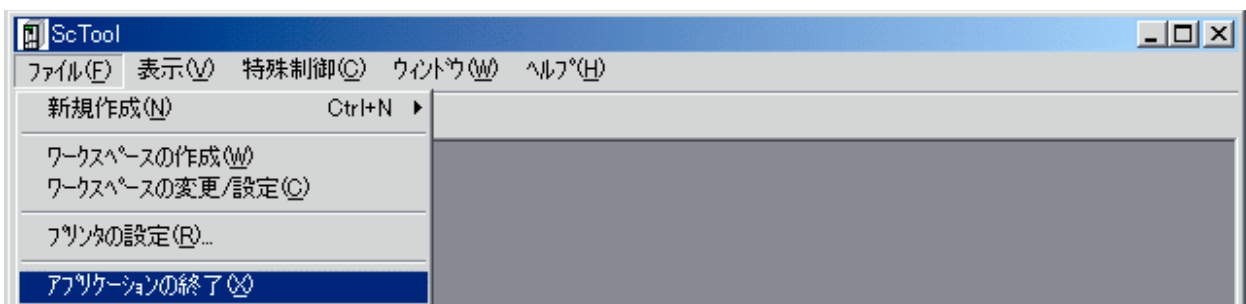 ScTool
ファイル(F) 表示(V) 特殊制御(C) ウィンドウ(W) ヘルプ(H)
新規作成(N) Ctrl+N
ワークスペースの作成(W)
ワークスペースの変更/設定(C)
プリンタの設定(R)...
アプリケーションの終了(X)